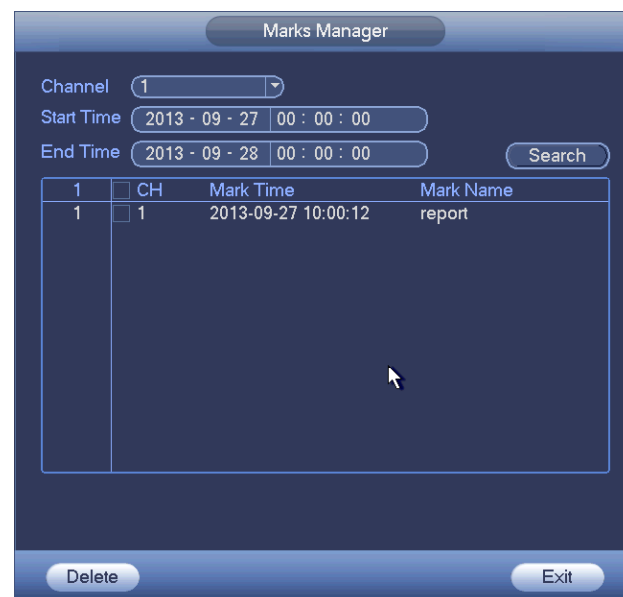 Marks Manager
Channel 1
Start Time 2013 - 09 - 27 00 : 00 : 00
End Time 2013 - 09 - 28 00 : 00 : 00 Search
1 CH Mark Time Mark Name
1 1 2013-09-27 10:00:12 report
Delete Exit